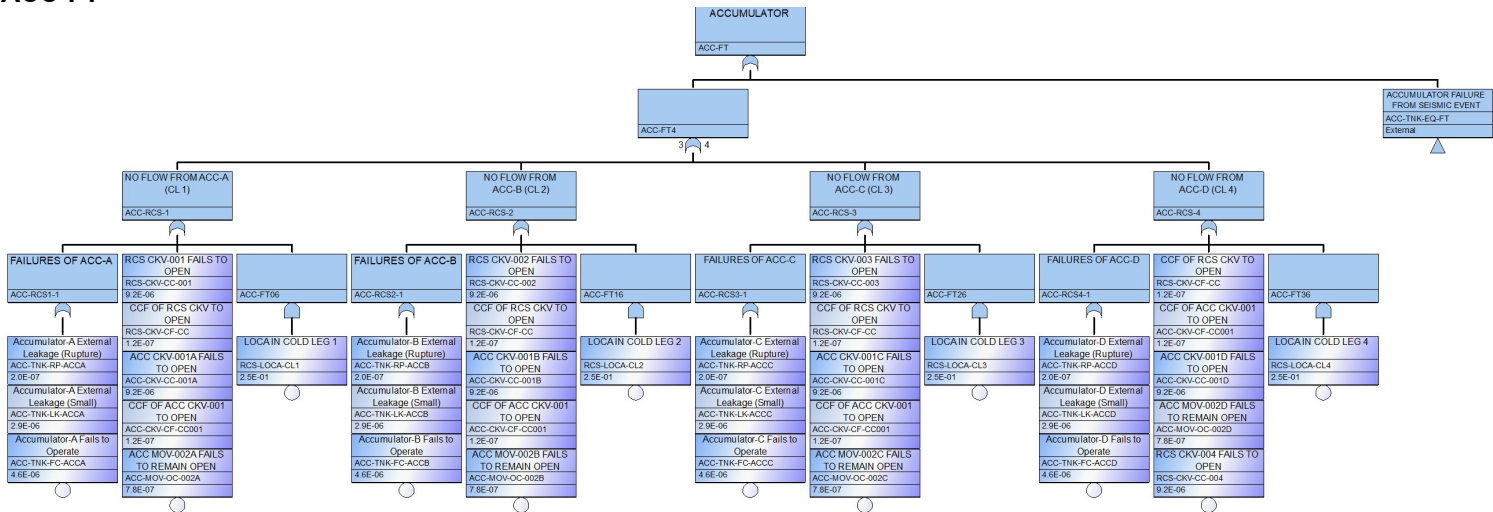 ACCUMULATOR
ACC-FT
ACC-FT4
3 4
ACCUMULATOR FAILURE
FROM SEISMIC EVENT
ACC-TNK-EQ-FT
External
NO FLOW FROM ACC-A
(CL 1)
ACC-RCS-1
NO FLOW FROM
ACC-B (CL 2)
ACC-RCS-2
NO FLOW FROM
ACC-C (CL 3)
ACC-RCS-3
NO FLOW FROM
ACC-D (CL 4)
ACC-RCS-4
FAILURES OF ACC-A
ACC-RCS1-1
Accumulator-A External
Leakage (Rupture)
ACC-TNK-RP-ACCA
2.0E-07
Accumulator-A External
Leakage (Small)
ACC-TNK-LK-ACCA
2.9E-06
Accumulator-A Fails to
Operate
ACC-TNK-FC-ACCA
4.6E-06
RCS CKV-001 FAILS TO
OPEN
RCS-CKV-CC-001
9.2E-06
CCF OF RCS CKV TO
OPEN
RCS-CKV-CF-CC
1.2E-07
ACC CKV-001A FAILS
TO OPEN
ACC-CKV-CC-001A
9.2E-06
CCF OF ACC CKV-001
TO OPEN
ACC-CKV-CF-CC001
1.2E-07
ACC MOV-002A FAILS
TO REMAIN OPEN
ACC-MOV-OC-002A
7.8E-07
ACC-FT06
LOCA IN COLD LEG 1
RCS-LOCA-CL1
2.5E-01
FAILURES OF ACC-B
ACC-RCS2-1
Accumulator-B External
Leakage (Rupture)
ACC-TNK-RP-ACCB
2.0E-07
Accumulator-B External
Leakage (Small)
ACC-TNK-LK-ACCB
2.9E-06
Accumulator-B Fails to
Operate
ACC-TNK-FC-ACCB
4.6E-06
RCS CKV-002 FAILS TO
OPEN
RCS-CKV-CC-002
9.2E-06
CCF OF RCS CKV TO
OPEN
RCS-CKV-CF-CC
1.2E-07
ACC CKV-001B FAILS
TO OPEN
ACC-CKV-CC-001B
9.2E-06
CCF OF ACC CKV-001
TO OPEN
ACC-CKV-CF-CC001
1.2E-07
ACC MOV-002B FAILS
TO REMAIN OPEN
ACC-MOV-OC-002B
7.8E-07
ACC-FT16
LOCA IN COLD LEG 2
RCS-LOCA-CL2
2.5E-01
FAILURES OF ACC-C
ACC-RCS3-1
Accumulator-C External
Leakage (Rupture)
ACC-TNK-RP-ACCC
2.0E-07
Accumulator-C External
Leakage (Small)
ACC-TNK-LK-ACCC
2.9E-06
Accumulator-C Fails to
Operate
ACC-TNK-FC-ACCC
4.6E-06
RCS CKV-003 FAILS TO
OPEN
RCS-CKV-CC-003
9.2E-06
CCF OF RCS CKV TO
OPEN
RCS-CKV-CF-CC
1.2E-07
ACC CKV-001C FAILS
TO OPEN
ACC-CKV-CC-001C
9.2E-06
CCF OF ACC CKV-001
TO OPEN
ACC-CKV-CF-CC001
1.2E-07
ACC MOV-002C FAILS
TO REMAIN OPEN
ACC-MOV-OC-002C
7.8E-07
ACC-FT26
LOCA IN COLD LEG 3
RCS-LOCA-CL3
2.5E-01
FAILURES OF ACC-D
ACC-RCS4-1
Accumulator-D External
Leakage (Rupture)
ACC-TNK-RP-ACCD
2.0E-07
Accumulator-D External
Leakage (Small)
ACC-TNK-LK-ACCD
2.9E-06
Accumulator-D Fails to
Operate
ACC-TNK-FC-ACCD
4.6E-06
CCF OF RCS CKV TO
OPEN
RCS-CKV-CF-CC
1.2E-07
CCF OF ACC CKV-001
TO OPEN
ACC-CKV-CF-CC001
1.2E-07
ACC CKV-001D FAILS
TO OPEN
ACC-CKV-CC-001D
9.2E-06
ACC MOV-002D FAILS
TO REMAIN OPEN
ACC-MOV-OC-002D
7.8E-07
RCS CKV-004 FAILS TO
OPEN
RCS-CKV-CC-004
9.2E-06
ACC-FT36
LOCA IN COLD LEG 4
RCS-LOCA-CL4
2.5E-01